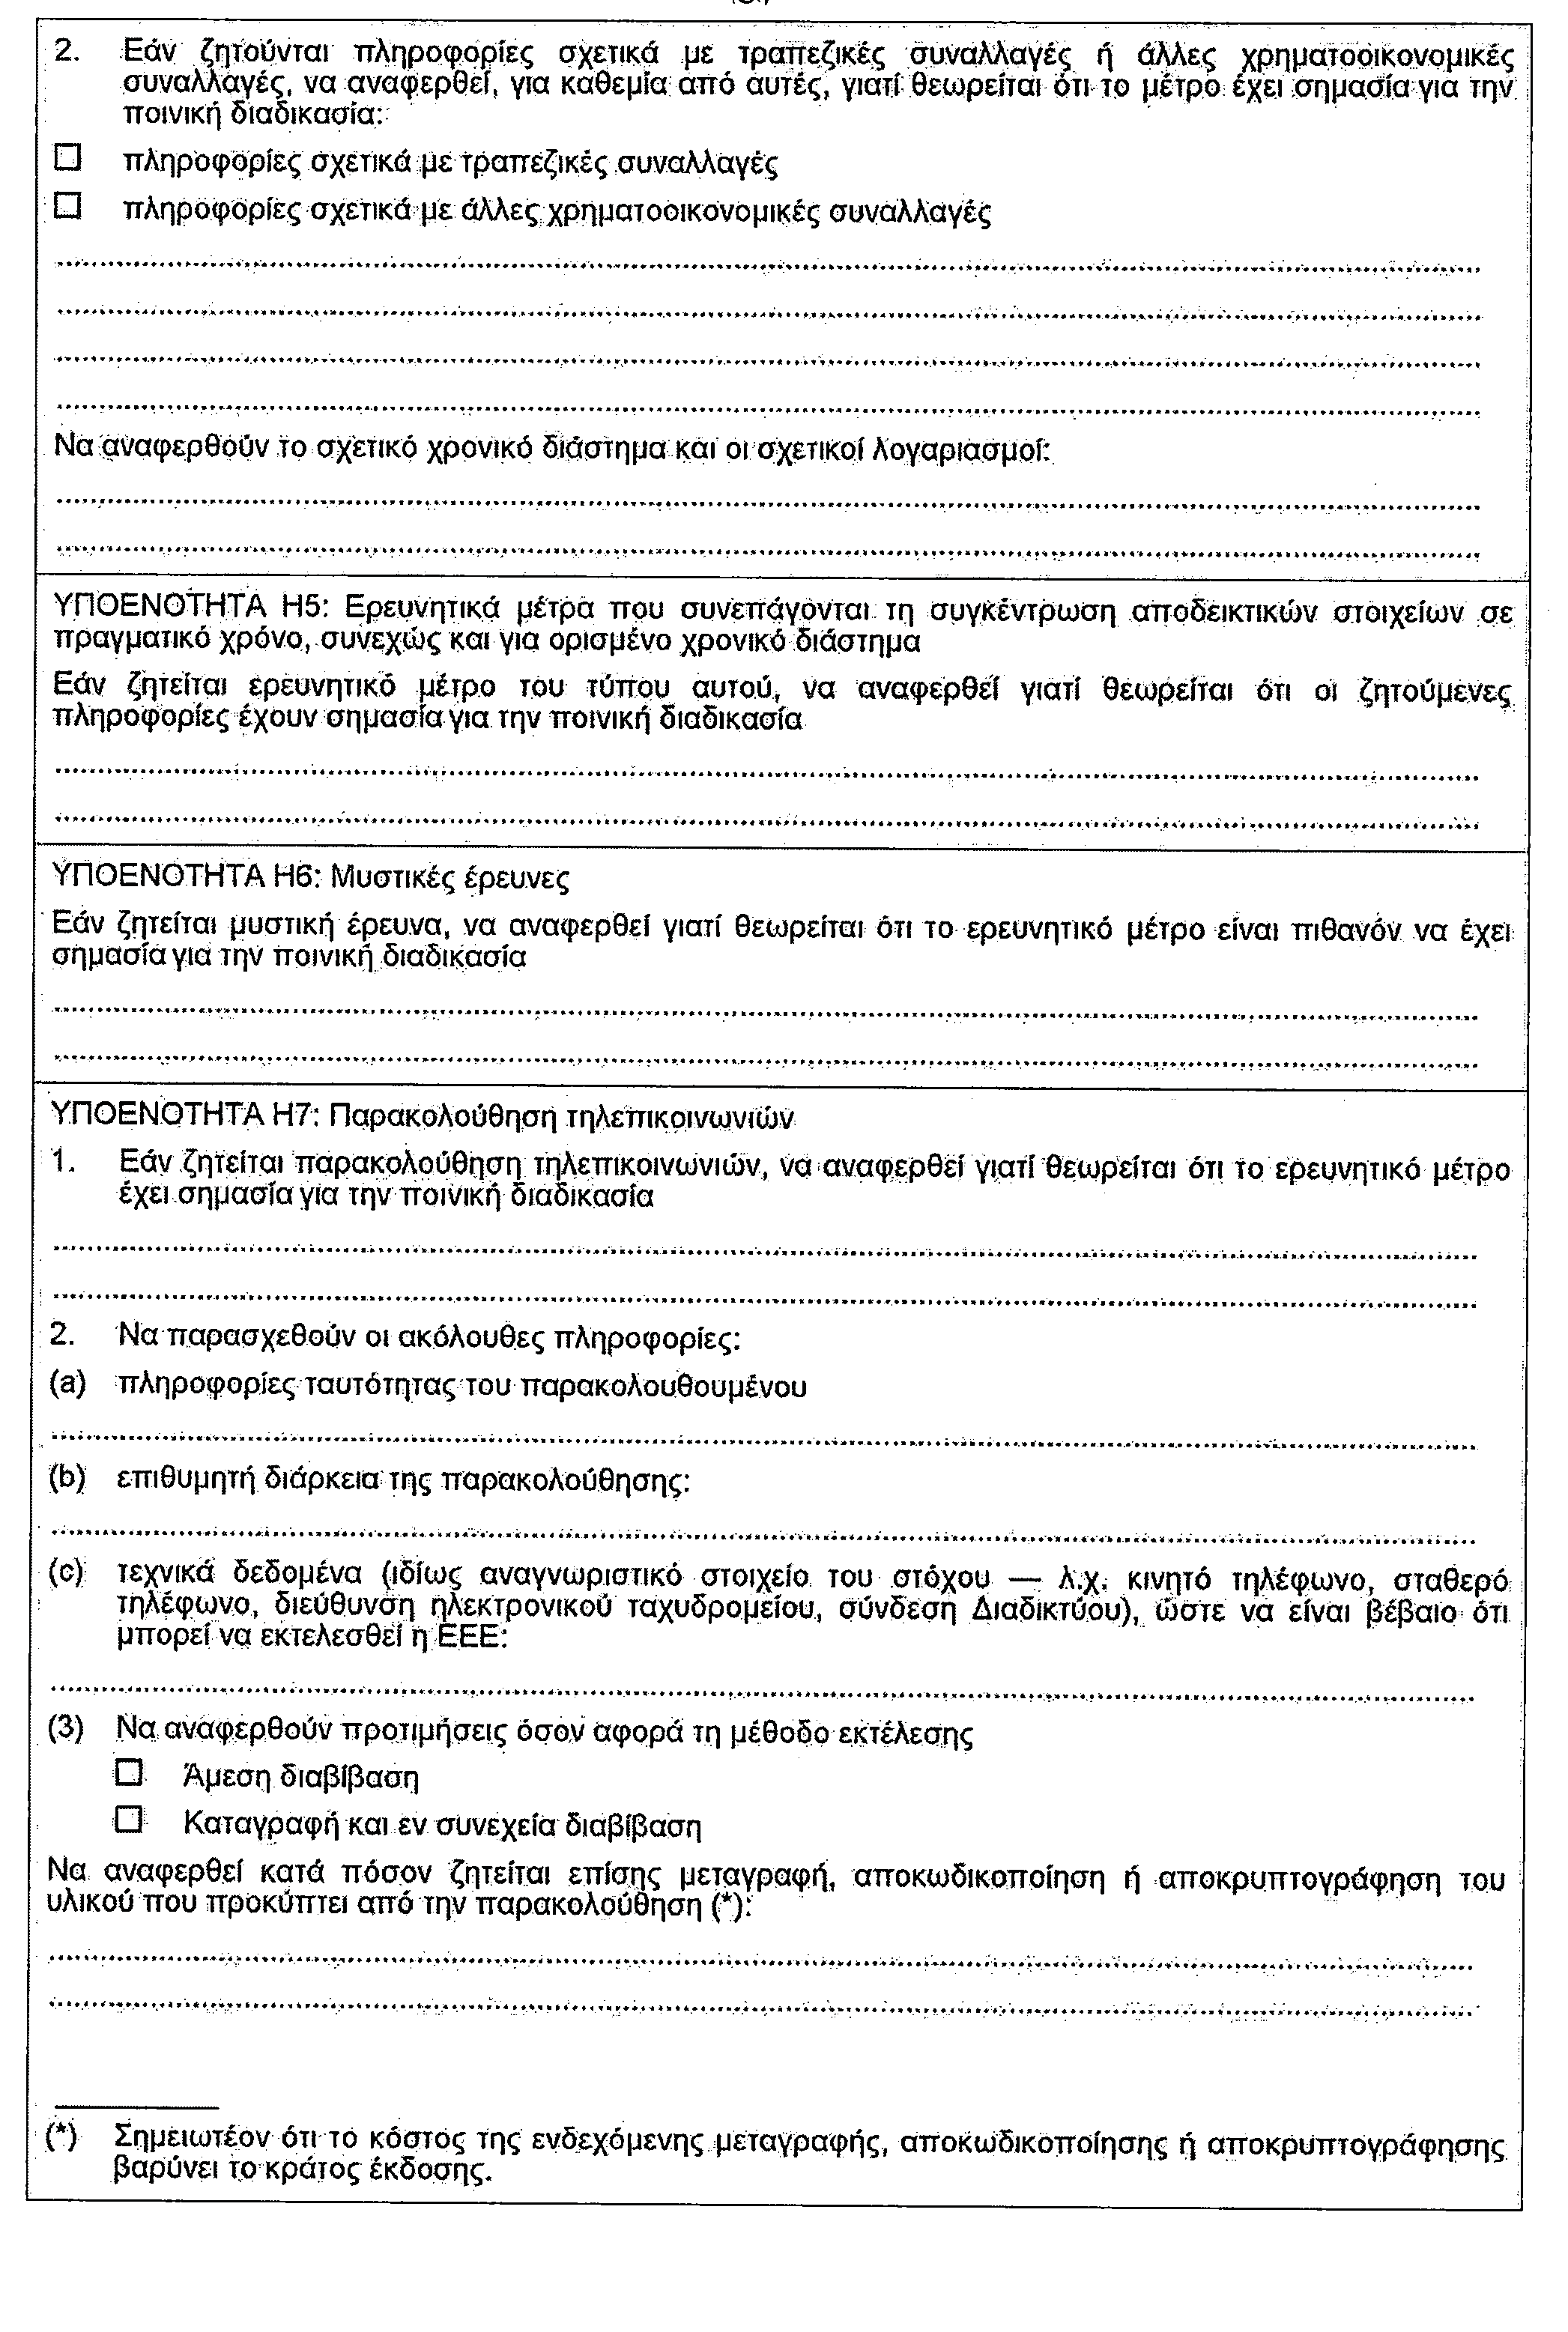 2. Εάν ζητούνται πληροφορίες σχετικά με τραπεζικές συναλλαγές ή άλλες χρηματοοικονομικές
συναλλαγές, να αναφερθεί, για καθεμία από αυτές, γιατί θεωρείται ότι το μέτρο έχει σημασία για την
ποινική διαδικασία:
☐ πληροφορίες σχετικά με τραπεζικές συναλλαγές
☐ πληροφορίες σχετικά με άλλες χρηματοοικονομικές συναλλαγές
Να αναφερθούν το σχετικό χρονικό διάστημα και οι σχετικοί λογαριασμοί:
ΥΠΟΕΝΟΤΗΤΑ Η5: Ερευνητικά μέτρα που συνεπάγονται τη συγκέντρωση αποδεικτικών στοιχείων σε
πραγματικό χρόνο, συνεχώς και για ορισμένο χρονικό διάστημα
Εάν ζητείται ερευνητικό μέτρο του τύπου αυτού, να αναφερθεί γιατί θεωρείται ότι οι ζητούμενες
πληροφορίες έχουν σημασία για την ποινική διαδικασία
ΥΠΟΕΝΟΤΗΤΑ Η6: Μυστικές έρευνες
Εάν ζητείται μυστική έρευνα, να αναφερθεί γιατί θεωρείται ότι το ερευνητικό μέτρο είναι πιθανόν να έχει
σημασία για την ποινική διαδικασία
ΥΠΟΕΝΟΤΗΤΑ Η7: Παρακολούθηση τηλεπικοινωνιών
1. Εάν ζητείται παρακολούθηση τηλεπικοινωνιών, να αναφερθεί γιατί θεωρείται ότι το ερευνητικό μέτρο
έχει σημασία για την ποινική διαδικασία
2. Να παρασχεθούν οι ακόλουθες πληροφορίες:
(a) πληροφορίες ταυτότητας του παρακολουθουμένου
(b) επιθυμητή διάρκεια της παρακολούθησης:
(c) τεχνικά δεδομένα (ιδίως αναγνωριστικό στοιχείο του στόχου — λ.χ. κινητό τηλέφωνο, σταθερό
τηλέφωνο, διεύθυνση ηλεκτρονικού ταχυδρομείου, σύνδεση Διαδικτύου), ώστε να είναι βέβαιο ότι
μπορεί να εκτελεσθεί η ΕΕΕ:
(3) Να αναφερθούν προτιμήσεις όσον αφορά τη μέθοδο εκτέλεσης
☐ Άμεση διαβίβαση
☐ Καταγραφή και εν συνεχεία διαβίβαση
Να αναφερθεί κατά πόσον ζητείται επίσης μεταγραφή, αποκωδικοποίηση ή αποκρυπτογράφηση του
υλικού που προκύπτει από την παρακολούθηση (*):
(*) Σημειωτέον ότι το κόστος της ενδεχόμενης μεταγραφής, αποκωδικοποίησης ή αποκρυπτογράφησης
βαρύνει το κράτος έκδοσης.